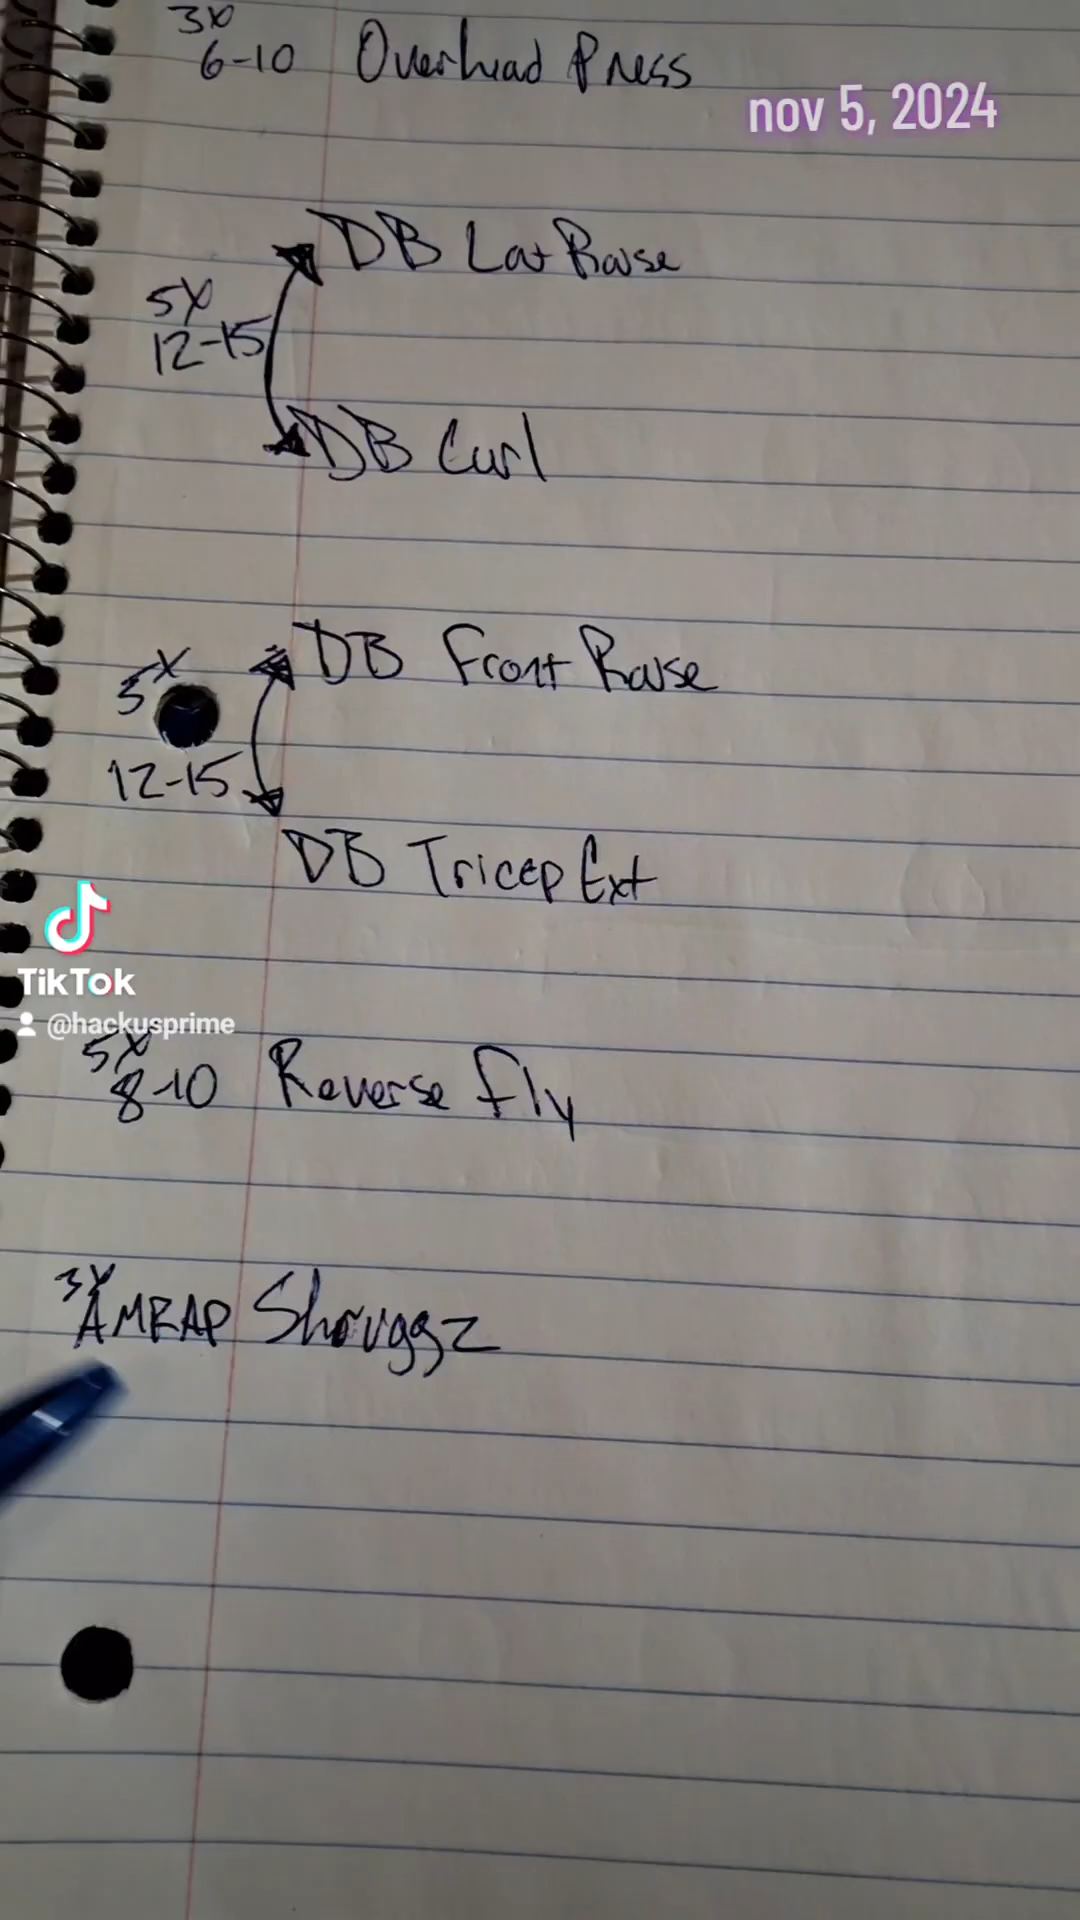 3x
6-10 Overhead Press
nov 5, 2024
DB Lat Raise
5x
12-15
DB Curl
DB Front Raise
5x
12-15
DB Tricep Ext
TikTok
@hackusprime
5x
8-10 Reverse Fly
3x
AMRAP Shruggz